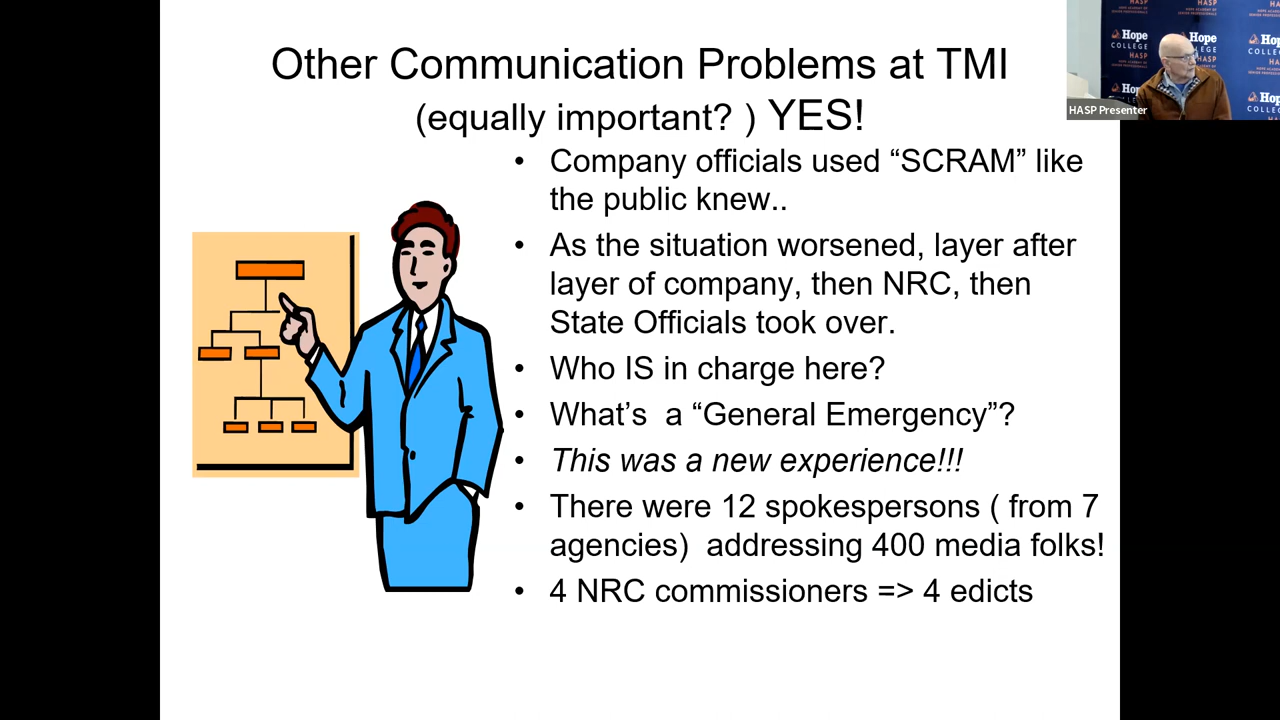 Other Communication Problems at TMI
(equally important? ) YES!
• Company officials used “SCRAM” like
the public knew..
• As the situation worsened, layer after
layer of company, then NRC, then
State Officials took over.
• Who IS in charge here?
• What’s  a “General Emergency”?
• This was a new experience!!!
• There were 12 spokespersons ( from 7
agencies)  addressing 400 media folks!
• 4 NRC commissioners => 4 edicts
Hope
COLLEGE
HASP
Hope
COLLEGE
HASP
HASP Presenter